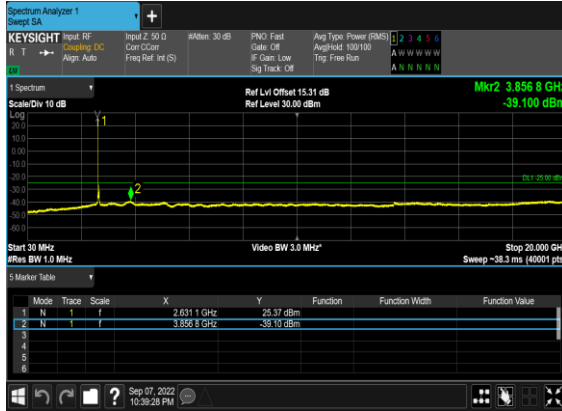 Spectrum Analyzer 1
Swept SA
+
KEYSIGHT Input: RF Input Z: 50 Ω #Atten: 30 dB PNO: Fast Avg Type: Power (RMS) 1 2 3 4 5 6
R T Coupling: DC Corr CCorr Gate: Off Avg|Hold: 100/100 A W W W W W
Align: Auto Freq Ref: Int (S) IF Gain: Low Trig: Free Run
LXI Sig Track: Off A N N N N N
1 Spectrum Ref Lvl Offset 15.31 dB Mkr2 3.856 8 GHz
Scale/Div 10 dB Ref Level 30.00 dBm -39.100 dBm
Log
20.0
10.0
0.00
-10.0
-20.0
-30.0
-40.0
-50.0
-60.0
1
2
DL1 -25.00 dBm
Start 30 MHz Video BW 3.0 MHz* Stop 20.000 GH
#Res BW 1.0 MHz Sweep ~38.3 ms (40001 pts
5 Marker Table
Mode Trace Scale X Y Function Function Width Function Value
1 N 1 f 2.631 1 GHz 25.37 dBm
2 N 1 f 3.856 8 GHz -39.10 dBm
3
4
5
6
? Sep 07, 2022
10:39:28 PM